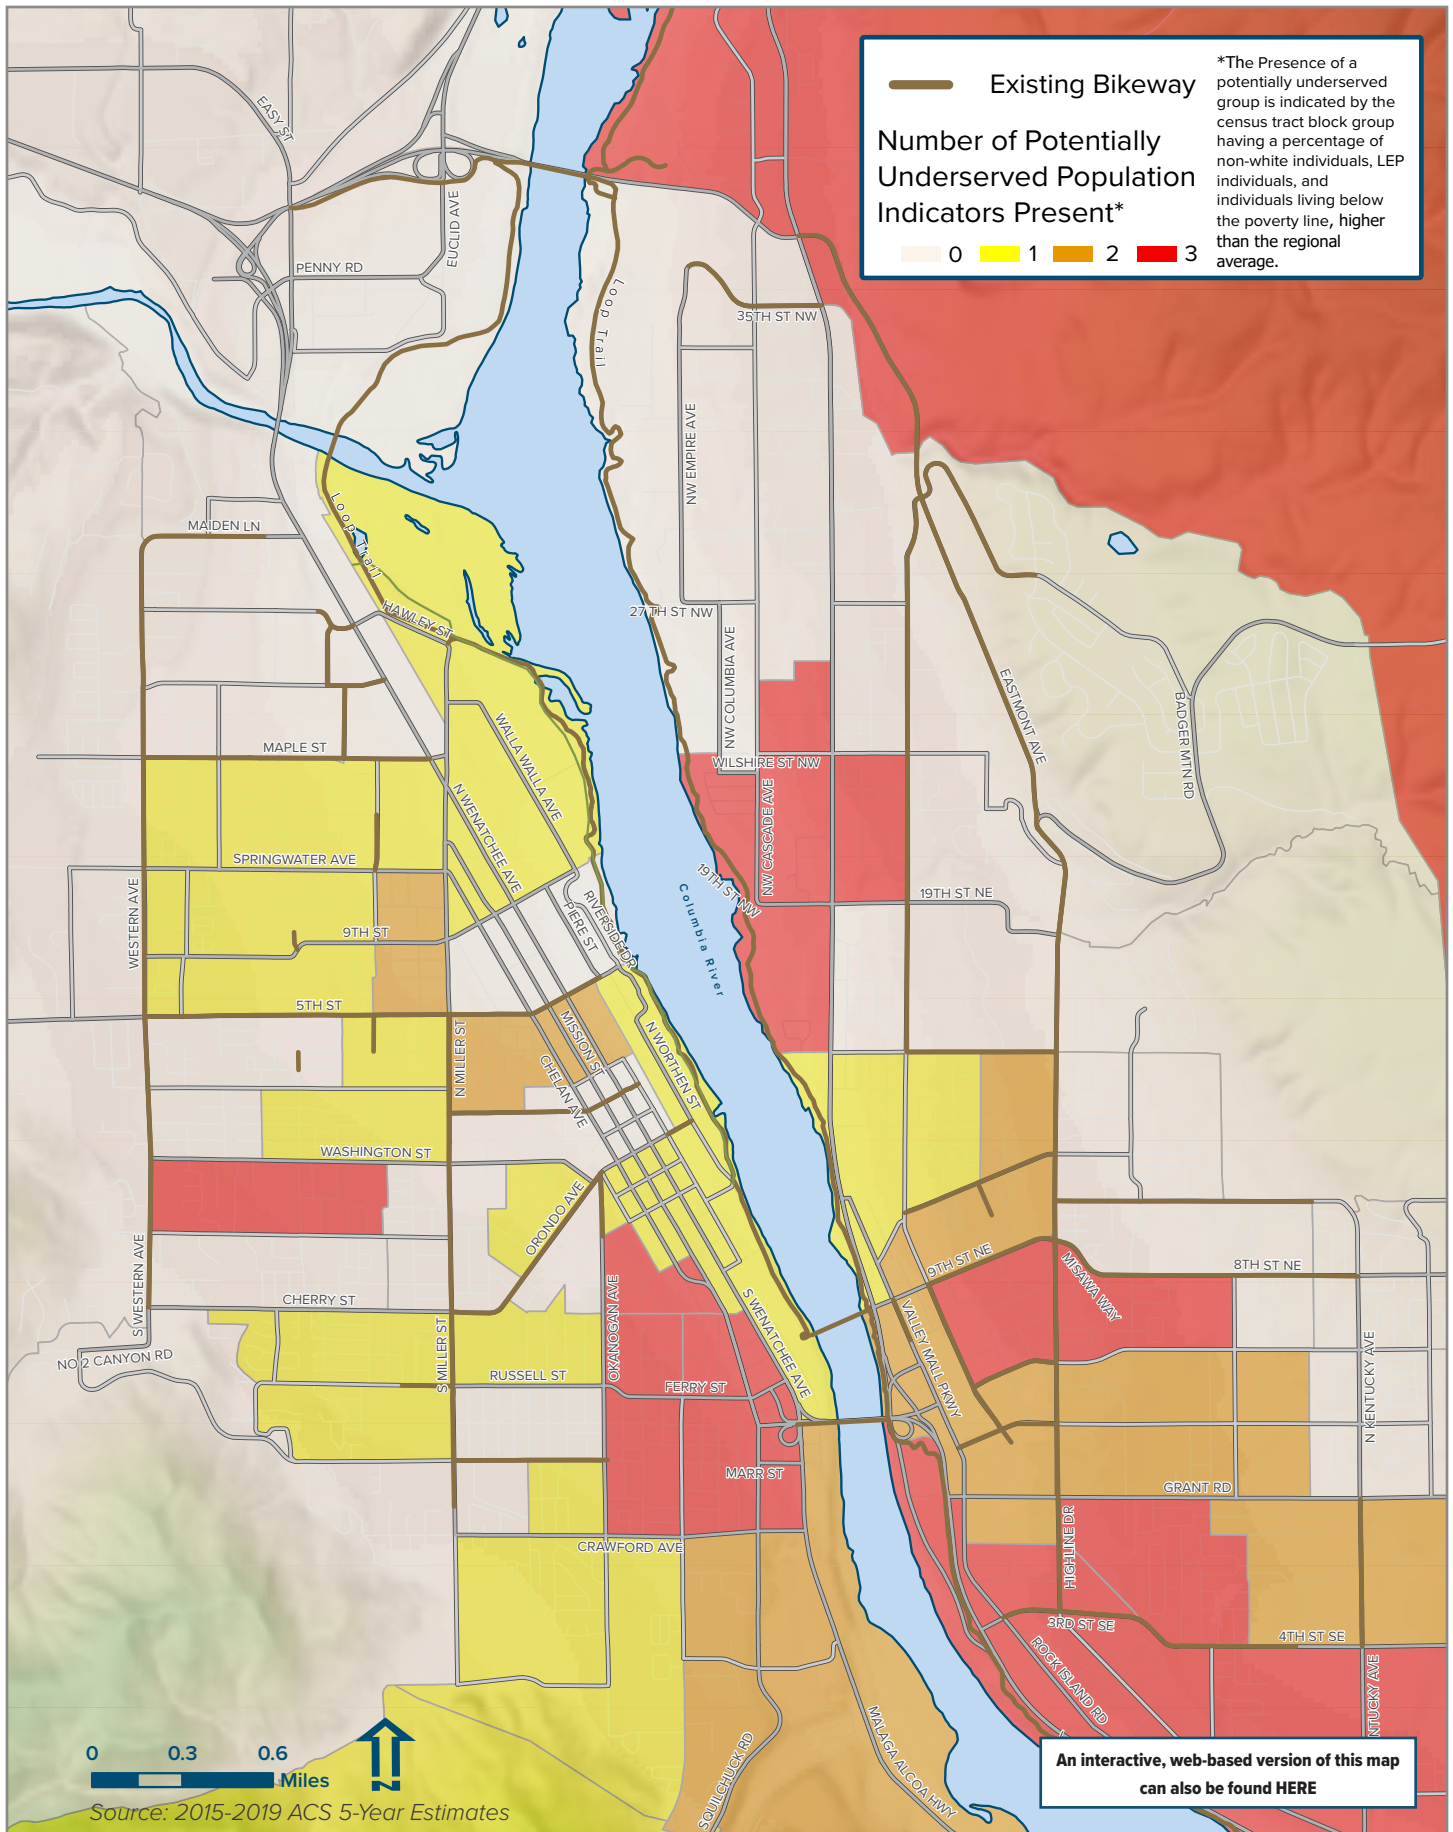 Existing Bikeway
Number of Potentially
Underserved Population
Indicators Present*
0
1
2
3
*The Presence of a
potentially underserved
group is indicated by the
census tract block group
having a percentage of
non-white individuals, LEP
individuals, and
individuals living below
the poverty line, higher
than the regional
average.
EASY ST
EUCLID AVE
PENNY RD
Loop Trail
35TH ST NW
NW EMPIRE AVE
MAIDEN LN
Loop Trail
HAWLEY ST
27 TH ST NW
NW COLUMBIA AVE
EASTMONT AVE
BADGER MTN RD
MAPLE ST
WALLA WALLA AVE
WILSHIRE ST NW
N WENATCHEE AVE
NW CASCADE AVE
SPRINGWATER AVE
WESTERN AVE
19TH ST NW
19TH ST NE
Columbia River
RIVERSIDE DR
PIERE ST
9TH ST
5TH ST
MISSION ST
N WORTHEN ST
N MILLER ST
CHELAN AVE
WASHINGTON ST
ORONDO AVE
S WESTERN AVE
9TH ST NE
MISAWA WAY
8TH ST NE
CHERRY ST
OKANOGAN AVE
S WENATCHEE AVE
VALLEY MALL PKWY
NO 2 CANYON RD
S MILLER ST
RUSSELL ST
FERRY ST
N KENTUCKY AVE
MARR ST
GRANT RD
CRAWFORD AVE
HIGHLINE DR
3RD ST SE
4TH ST SE
ROCK ISLAND RD
NTUCKY AVE
SQUILCHUCK RD
MALAGA ALCOA HWY
0
0.3
0.6
Miles
N
Source: 2015-2019 ACS 5-Year Estimates
An interactive, web-based version of this map
can also be found HERE